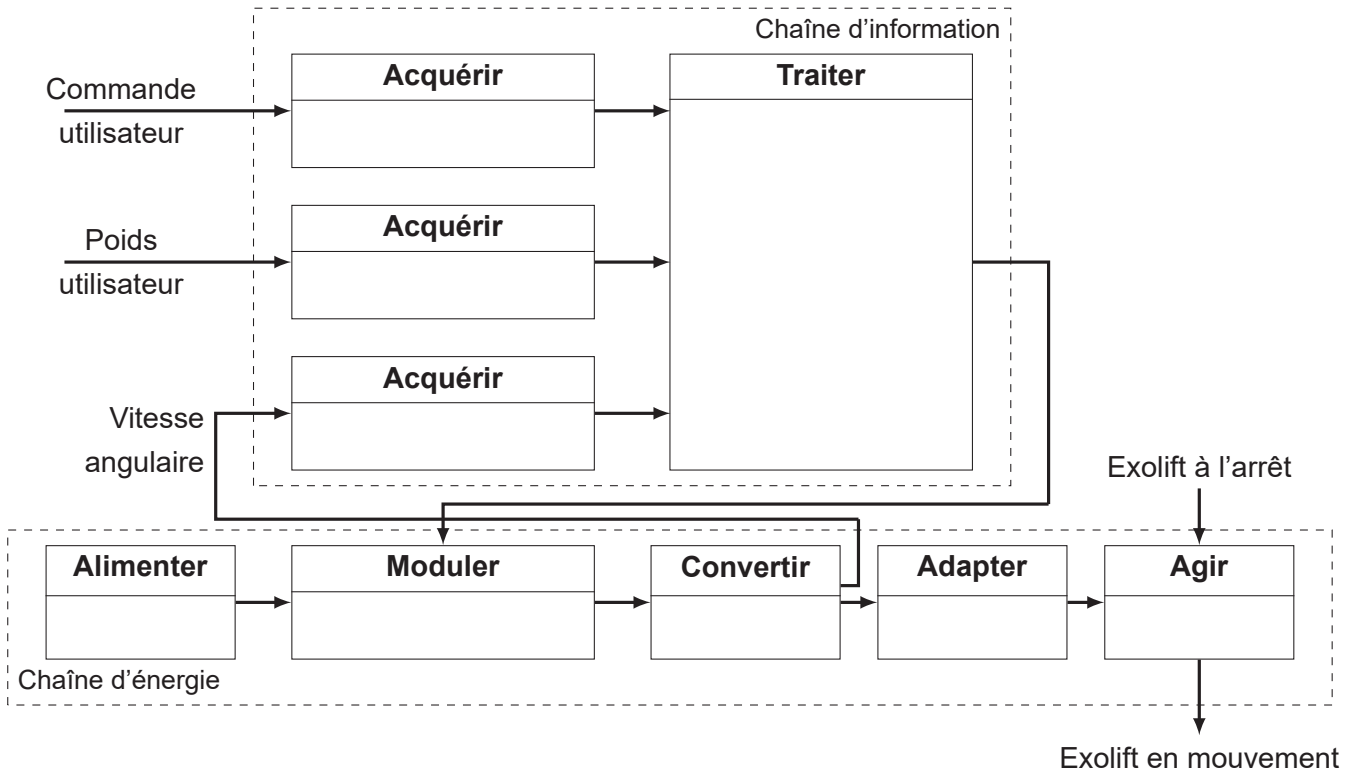 Chaîne d’information
Acquérir
Traiter
Commande
utilisateur
Acquérir
Poids
utilisateur
Acquérir
Vitesse
angulaire
Exolift à l’arrêt
Alimenter
Moduler
Convertir
Adapter
Agir
Chaîne d’énergie
Exolift en mouvement